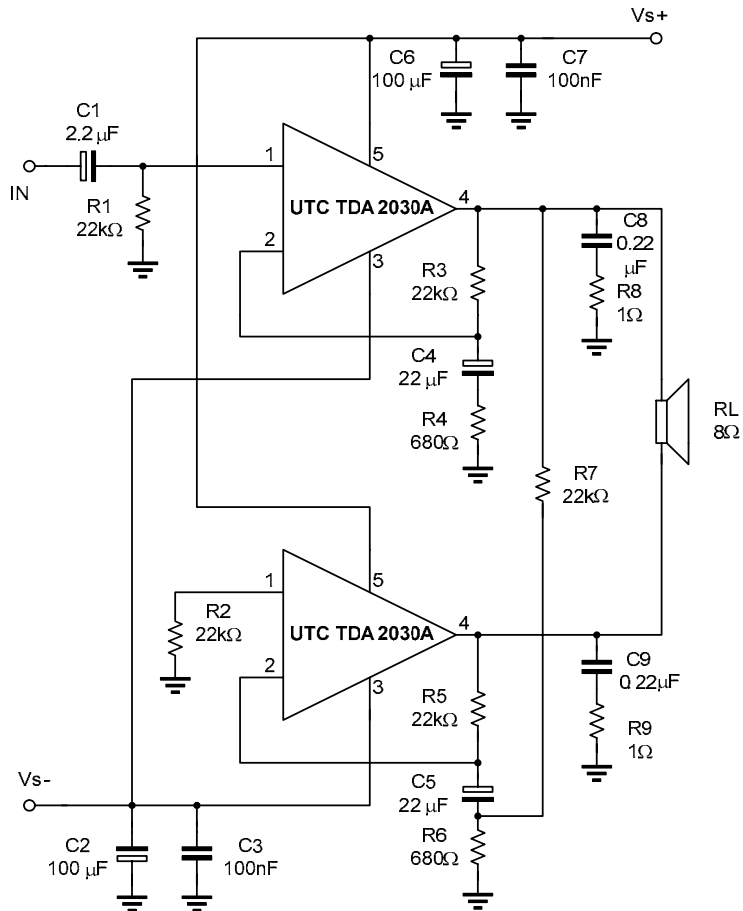 Vs+
C6
100 µF
C7
100nF
C1
2.2 µF
IN
R1
22kΩ
1
5
UTC TDA 2030A
4
2
3
R3
22kΩ
C8
0.22
µF
R8
1Ω
C4
22 µF
R4
680Ω
RL
8Ω
R7
22kΩ
1
5
R2
22kΩ
UTC TDA 2030A
4
2
3
R5
22kΩ
C9
0.22µF
R9
1Ω
Vs-
C5
22 µF
R6
680Ω
C2
100 µF
C3
100nF